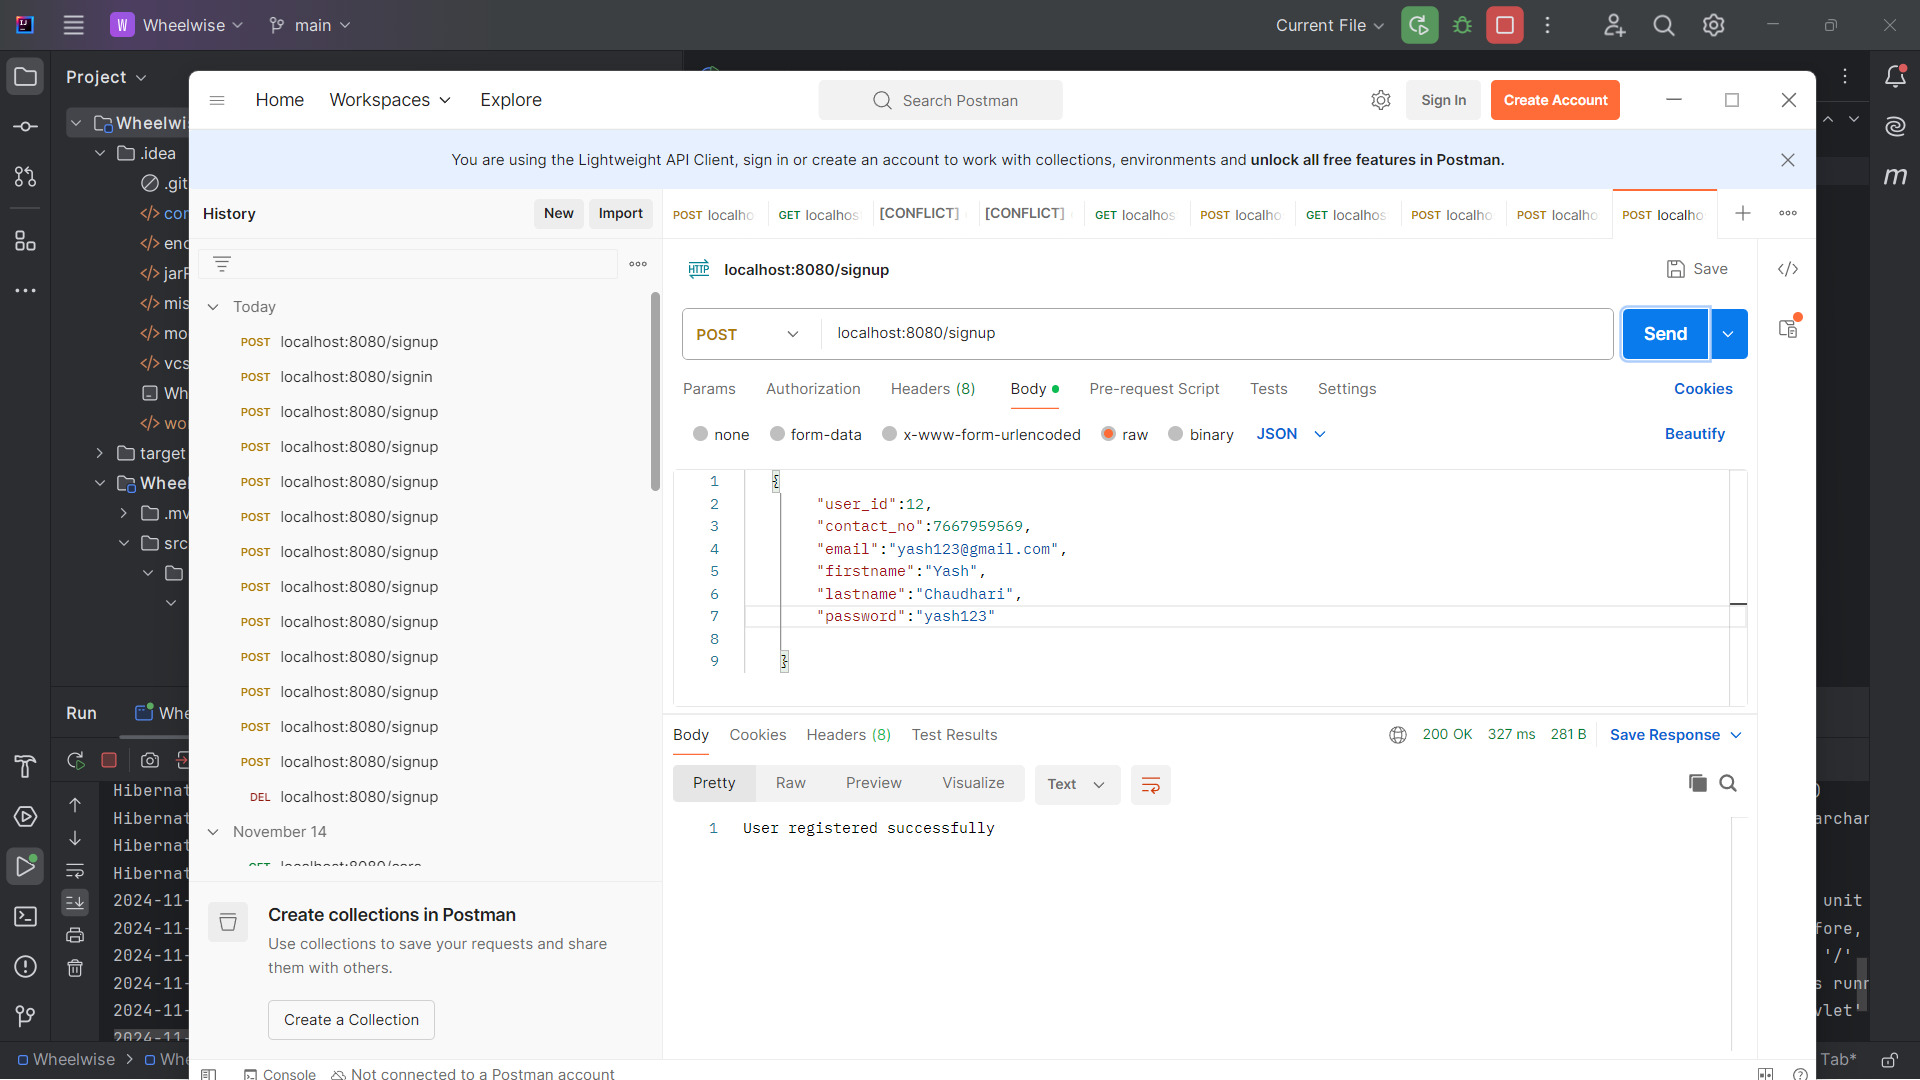 W Wheelwise main Current File
Project
Wheelwi
.idea
.git
enc
target
Wheel
src
Run Whe
Home Workspaces Explore Search Postman Sign In Create Account
You are using the Lightweight API Client, sign in or create an account to work with collections, environments and unlock all free features in Postman.
History New Import
POST localho GET localhos [CONFLICT] [CONFLICT] GET localhos POST localho GET localhos POST localho POST localho POST localho
HTTP localhost:8080/signup Save
Today
POST localhost:8080/signup
POST localhost:8080/signin
POST localhost:8080/signup
POST localhost:8080/signup
POST localhost:8080/signup
POST localhost:8080/signup
POST localhost:8080/signup
POST localhost:8080/signup
POST localhost:8080/signup
POST localhost:8080/signup
POST localhost:8080/signup
POST localhost:8080/signup
POST localhost:8080/signup
DEL localhost:8080/signup
November 14
Create collections in Postman
Use collections to save your requests and share
them with others.
Create a Collection
POST localhost:8080/signup Send
Params Authorization Headers (8) Body Pre-request Script Tests Settings Cookies
none form-data x-www-form-urlencoded raw binary JSON Beautify
1 {
2 "user_id":12,
3 "contact_no":7667959569,
4 "email":"yash123@gmail.com",
5 "firstname":"Yash",
6 "lastname":"Chaudhari",
7 "password":"yash123"
8
9 }
Body Cookies Headers (8) Test Results 200 OK 327 ms 281 B Save Response
Pretty Raw Preview Visualize Text
1 User registered successfully
Hibernat
Hibernat
Hibernat
Hibernat
2024-11-
2024-11- unit
2024-11- fore,
2024-11- '/'
2024-11- s runn
2024-11- vlet'
Wheelwise > Whe
Console Not connected to a Postman account
Tab*